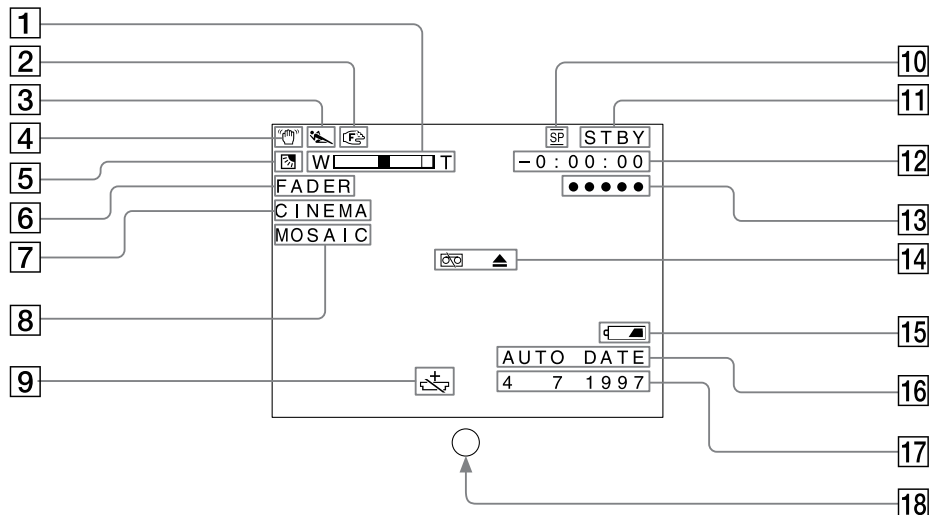 1
2
3
4
5
6
7
8
9
10
11
12
13
14
15
16
17
18
F
SP STBY
W T -0:00:00
FADER
CINEMA
MOSAIC
AUTO DATE
4 7 1997